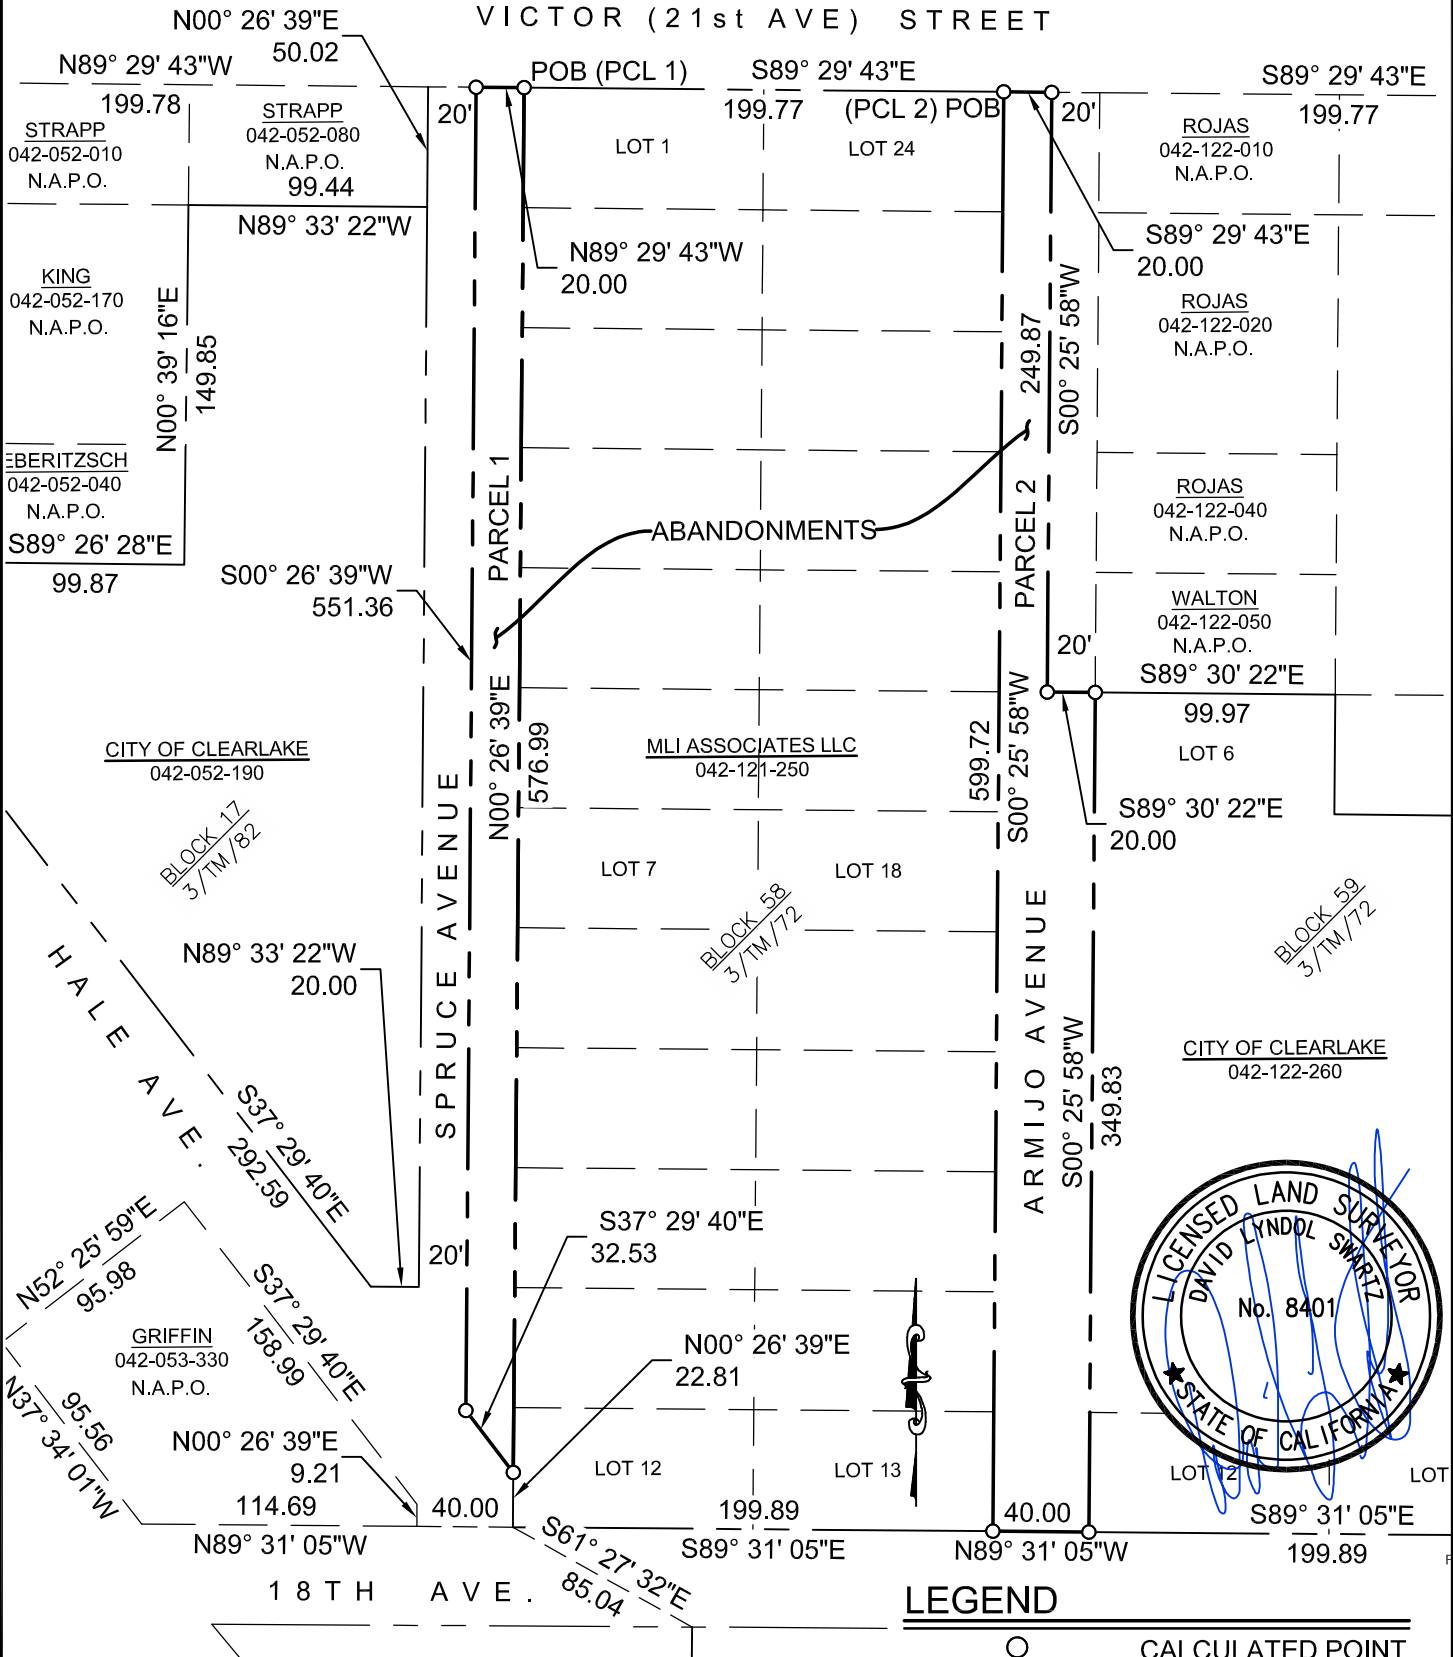 VICTOR (21st AVE) STREET
N00° 26' 39"E
50.02
N89° 29' 43"W
199.78
POB (PCL 1)
S89° 29' 43"E
199.77
(PCL 2) POB
S89° 29' 43"E
199.77
20'
20'
STRAPP
042-052-010
N.A.P.O.
STRAPP
042-052-080
N.A.P.O.
99.44
N89° 33' 22"W
LOT 1
LOT 24
ROJAS
042-122-010
N.A.P.O.
N89° 29' 43"W
20.00
S89° 29' 43"E
20.00
KING
042-052-170
N.A.P.O.
N00° 39' 16"E
149.85
249.87
S00° 25' 58"W
ROJAS
042-122-020
N.A.P.O.
EBERITZSCH
042-052-040
N.A.P.O.
S89° 26' 28"E
99.87
PARCEL 1
ABANDONMENTS
PARCEL 2
ROJAS
042-122-040
N.A.P.O.
S00° 26' 39"W
551.36
WALTON
042-122-050
N.A.P.O.
20'
S89° 30' 22"E
99.97
LOT 6
N00° 26' 39"E
576.99
599.72
S00° 25' 58"W
CITY OF CLEARLAKE
042-052-190
MLI ASSOCIATES LLC
042-121-250
S89° 30' 22"E
20.00
BLOCK 17
3/TM/82
LOT 7
LOT 18
BLOCK 58
3/TM/72
BLOCK 59
3/TM/72
SPRUCE AVENUE
ARMIJO AVENUE
HALE AVE.
N89° 33' 22"W
20.00
S00° 25' 58"W
349.83
CITY OF CLEARLAKE
042-122-260
S37° 29' 40"E
292.59
N52° 25' 59"E
95.98
20'
S37° 29' 40"E
32.53
S37° 29' 40"E
158.99
GRIFFIN
042-053-330
N.A.P.O.
95.56
N37° 34' 01"W
N00° 26' 39"E
22.81
LICENSED LAND SURVEYOR
DAVID LYNDOL SWARTZ
No. 8401
STATE OF CALIFORNIA
N00° 26' 39"E
9.21
114.69
N89° 31' 05"W
40.00
LOT 12
LOT 13
199.89
S89° 31' 05"E
40.00
N89° 31' 05"W
LOT 12
LOT
S89° 31' 05"E
199.89
S61° 27' 32"E
85.04
18TH AVE.
LEGEND
CALCULATED POINT